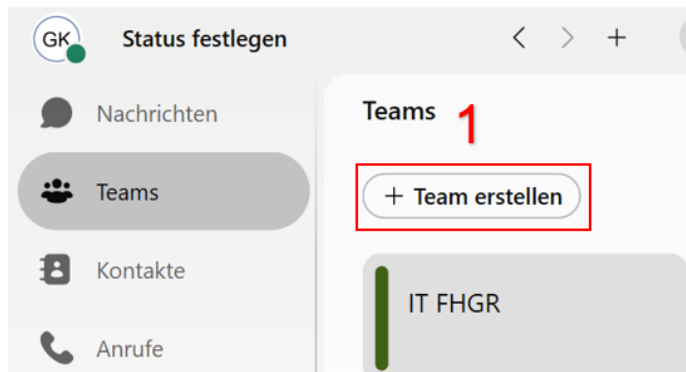 GK
Status festlegen
Nachrichten
Teams
Kontakte
Anrufe
Teams
1
+ Team erstellen
IT FHGR